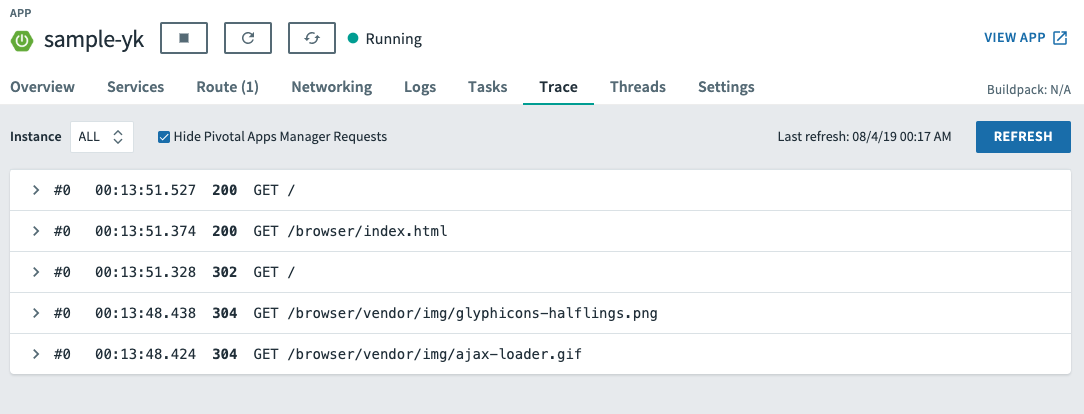 APP
sample-yk Running VIEW APP
Overview Services Route (1) Networking Logs Tasks Trace Threads Settings Buildpack: N/A
Instance ALL Hide Pivotal Apps Manager Requests Last refresh: 08/4/19 00:17 AM REFRESH
#0 00:13:51.527 200 GET /
#0 00:13:51.374 200 GET /browser/index.html
#0 00:13:51.328 302 GET /
#0 00:13:48.438 304 GET /browser/vendor/img/glyphicons-halflings.png
#0 00:13:48.424 304 GET /browser/vendor/img/ajax-loader.gif